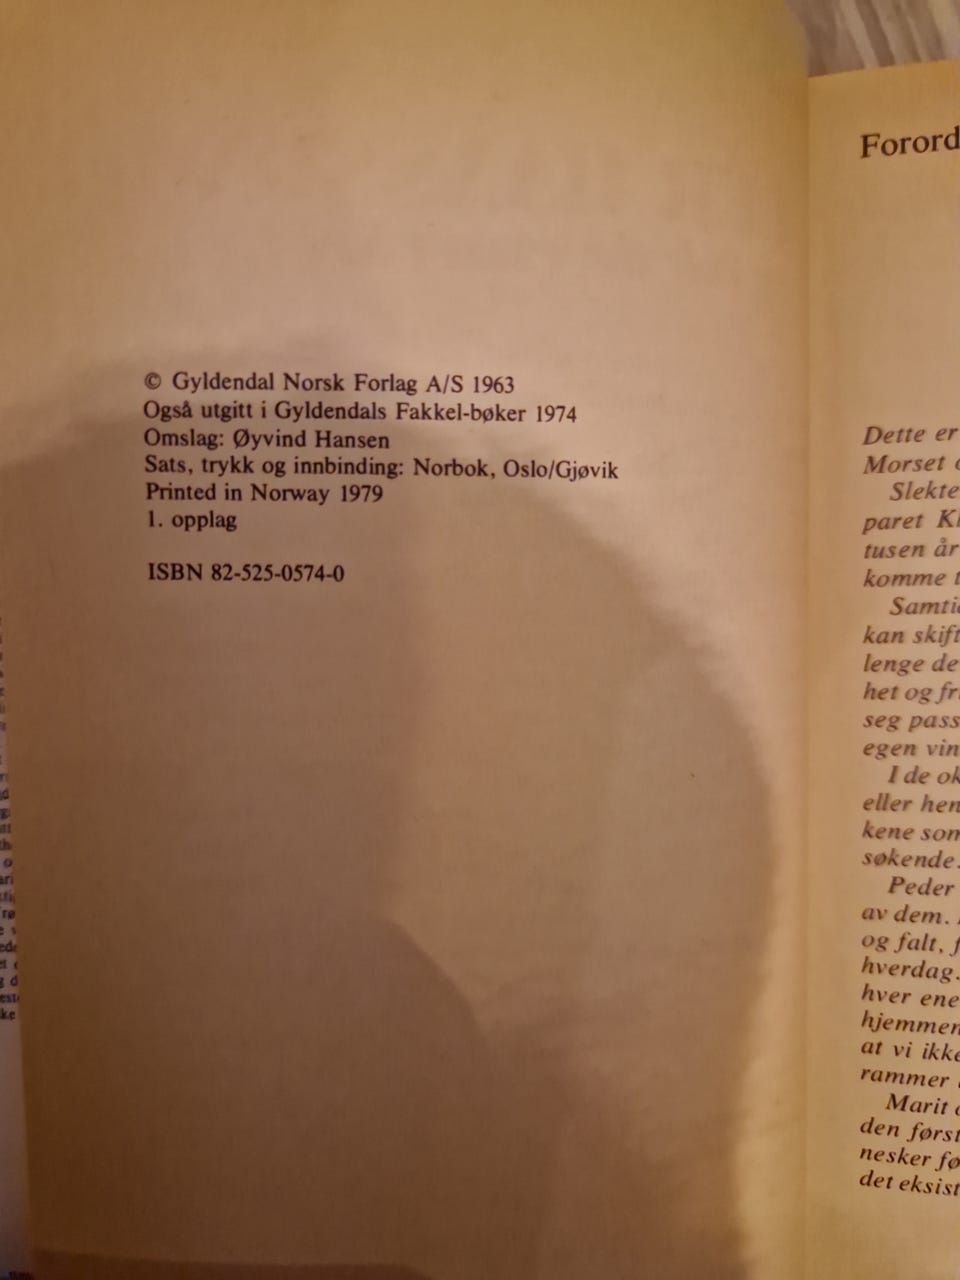 © Gyldendal Norsk Forlag A/S 1963
Også utgitt i Gyldendals Fakkel-bøker 1974
Omslag: Øyvind Hansen
Sats, trykk og innbinding: Norbok, Oslo/Gjøvik
Printed in Norway 1979
1. opplag
ISBN 82-525-0574-0
Forord
Dette er
Morset
Slekte
paret
tusen år
komme
Samtid
kan skift
lenge de
het og fr
seg pass
egen vin
I de ok
eller hen
kene som
søkende.
Peder
av dem.
og falt, f
hverdag.
hver ene
hjemmen
at vi ikke
rammer
Marit
den først
nesker fø
det eksist